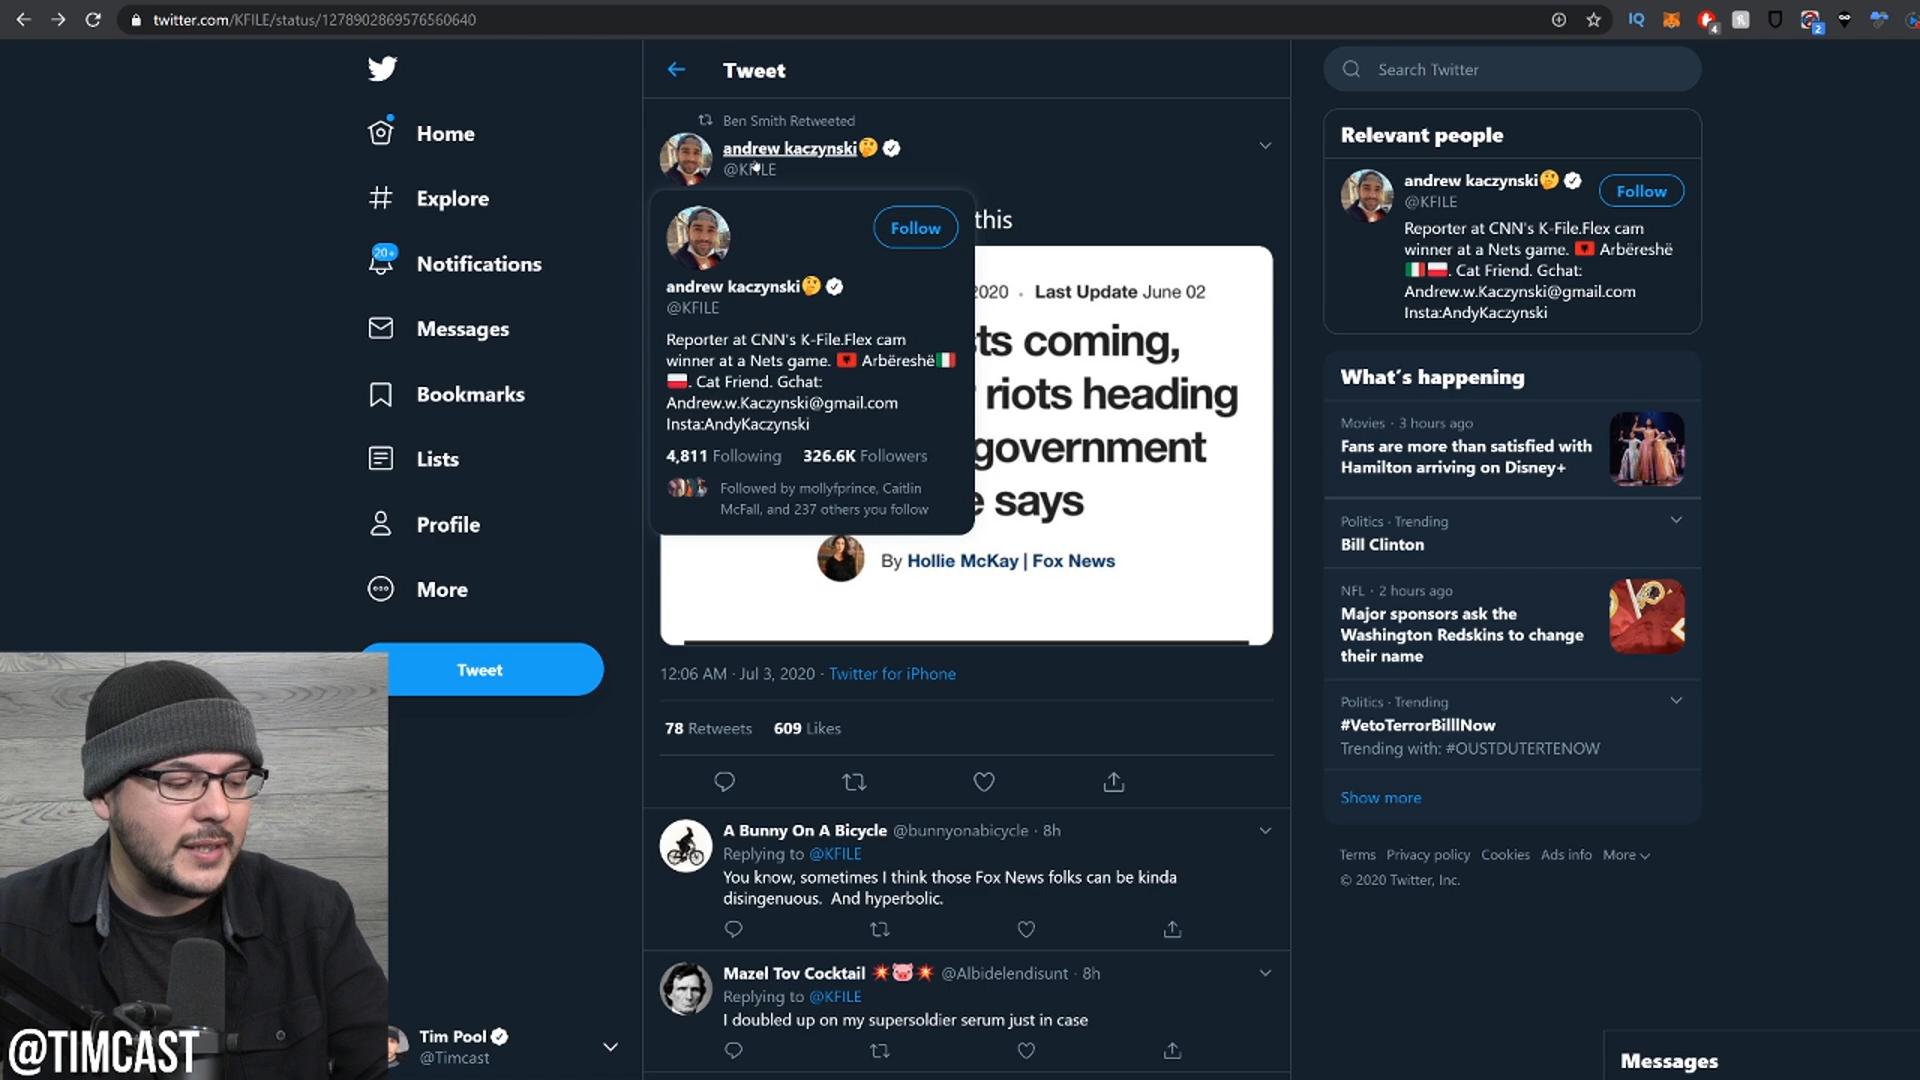 twitter.com/KFILE/status/1278902869576560640
IQ
4
2
Home
Explore
20+
Notifications
Messages
Bookmarks
Lists
Profile
More
Tweet
Tim Pool
@Timcast
@TIMCAST
Tweet
Ben Smith Retweeted
andrew kaczynski🤔
@KFILE
this
andrew kaczynski🤔
@KFILE
Follow
Reporter at CNN's K-File.Flex cam
winner at a Nets game. 🇦🇱 Arbëreshë🇮🇹
🇵🇱. Cat Friend. Gchat:
Andrew.w.Kaczynski@gmail.com
Insta:AndyKaczynski
4,811 Following 326.6K Followers
Followed by mollyfprince, Caitlin
McFall, and 237 others you follow
2020 · Last Update June 02
ts coming,
riots heading
government
says
By Hollie McKay | Fox News
12:06 AM · Jul 3, 2020 · Twitter for iPhone
78 Retweets 609 Likes
A Bunny On A Bicycle @bunnyonabicycle · 8h
Replying to @KFILE
You know, sometimes I think those Fox News folks can be kinda
disingenuous. And hyperbolic.
Mazel Tov Cocktail 💥🐷💥 @Albidelendisunt · 8h
Replying to @KFILE
I doubled up on my supersoldier serum just in case
Search Twitter
Relevant people
andrew kaczynski🤔
@KFILE
Follow
Reporter at CNN's K-File.Flex cam
winner at a Nets game. 🇦🇱 Arbëreshë
🇮🇹🇵🇱. Cat Friend. Gchat:
Andrew.w.Kaczynski@gmail.com
Insta:AndyKaczynski
What's happening
Movies · 3 hours ago
Fans are more than satisfied with
Hamilton arriving on Disney+
Politics · Trending
Bill Clinton
NFL · 2 hours ago
Major sponsors ask the
Washington Redskins to change
their name
Politics · Trending
#VetoTerrorBilllNow
Trending with: #OUSTDUTERTENOW
Show more
Terms Privacy policy Cookies Ads info More
© 2020 Twitter, Inc.
Messages